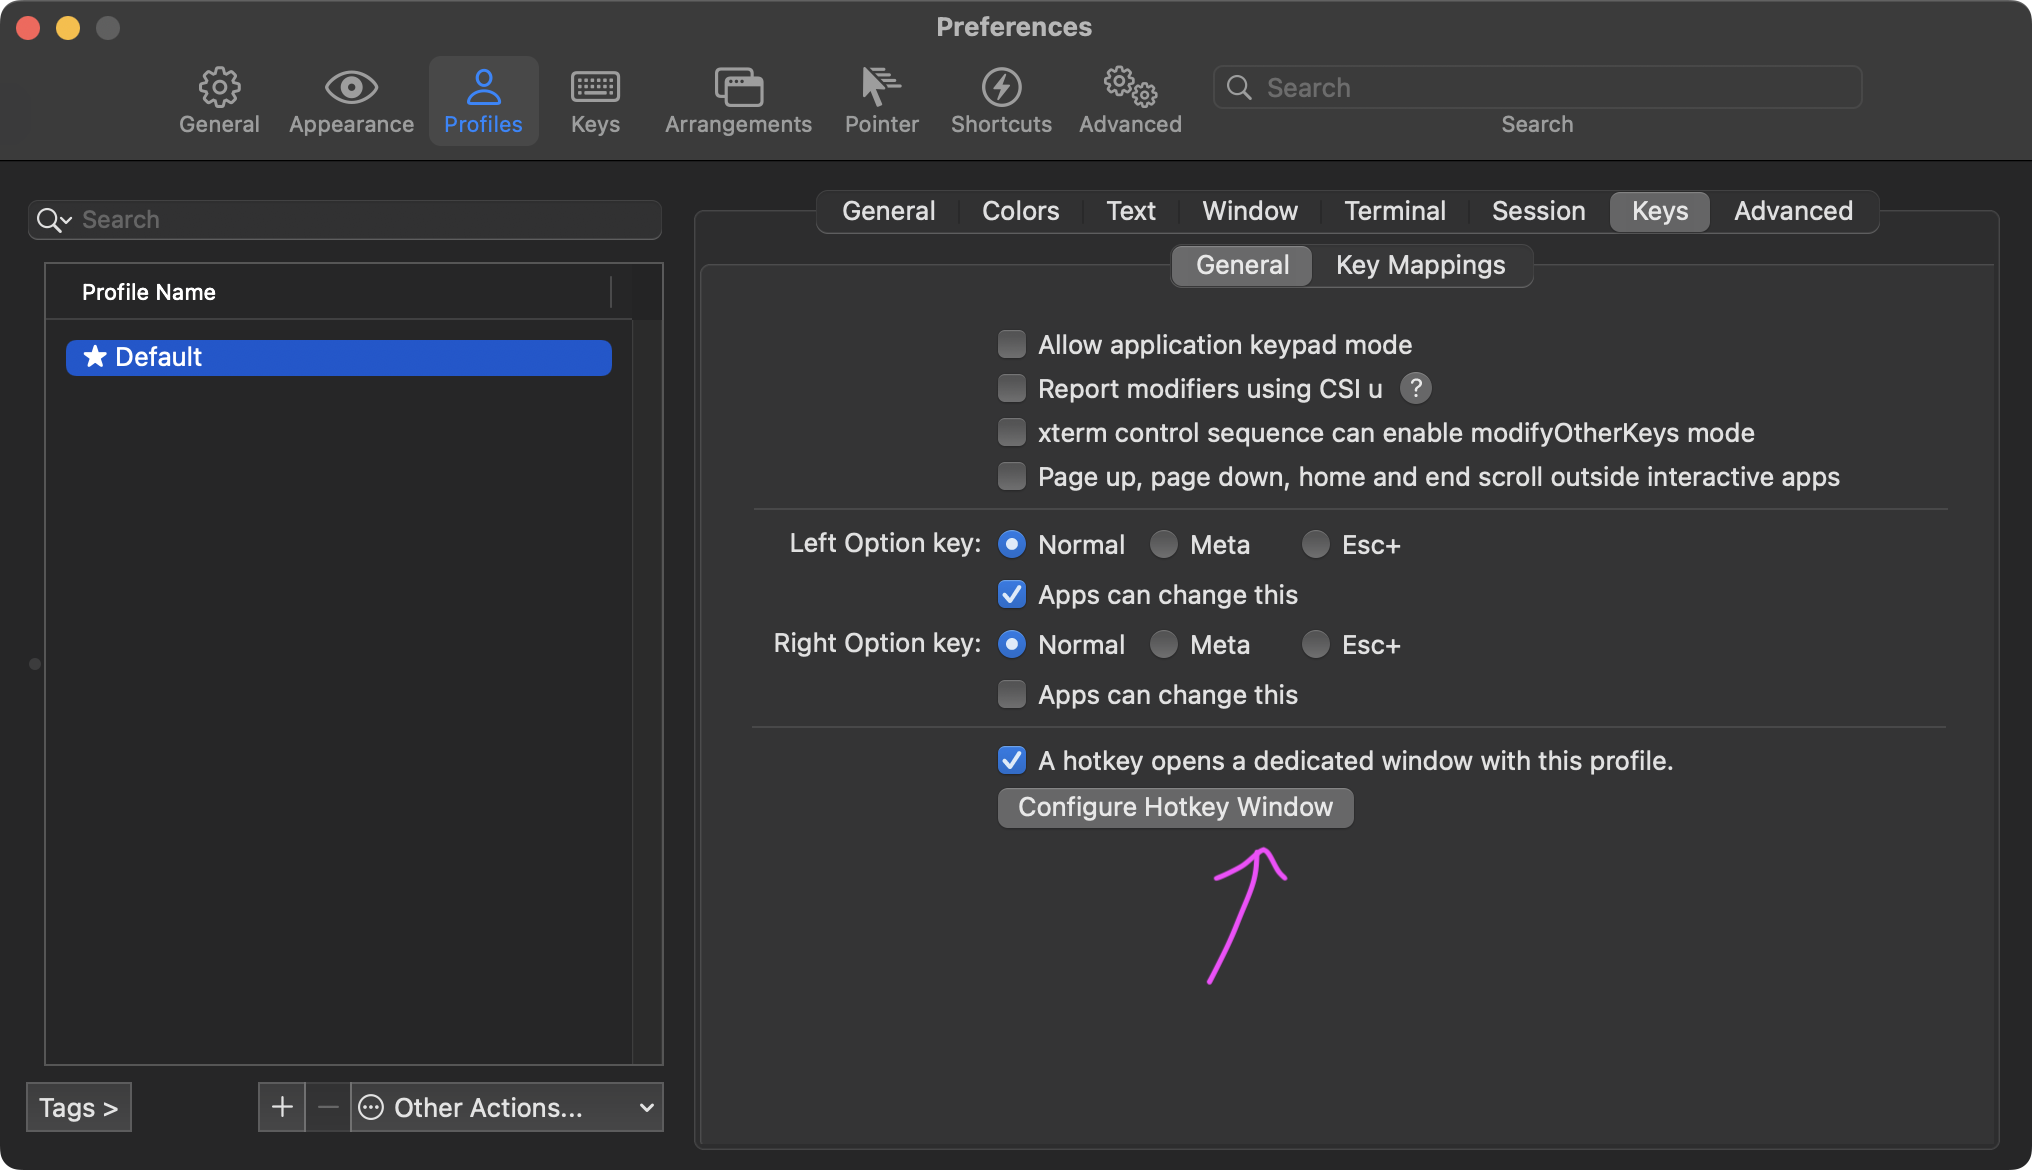 Preferences
General Appearance Profiles Keys Arrangements Pointer Shortcuts Advanced Search
Search
Search
Profile Name
★ Default
Tags >
+ − Other Actions...
General Colors Text Window Terminal Session Keys Advanced
General Key Mappings
Allow application keypad mode
Report modifiers using CSI u ?
xterm control sequence can enable modifyOtherKeys mode
Page up, page down, home and end scroll outside interactive apps
Left Option key: Normal Meta Esc+
Apps can change this
Right Option key: Normal Meta Esc+
Apps can change this
A hotkey opens a dedicated window with this profile.
Configure Hotkey Window